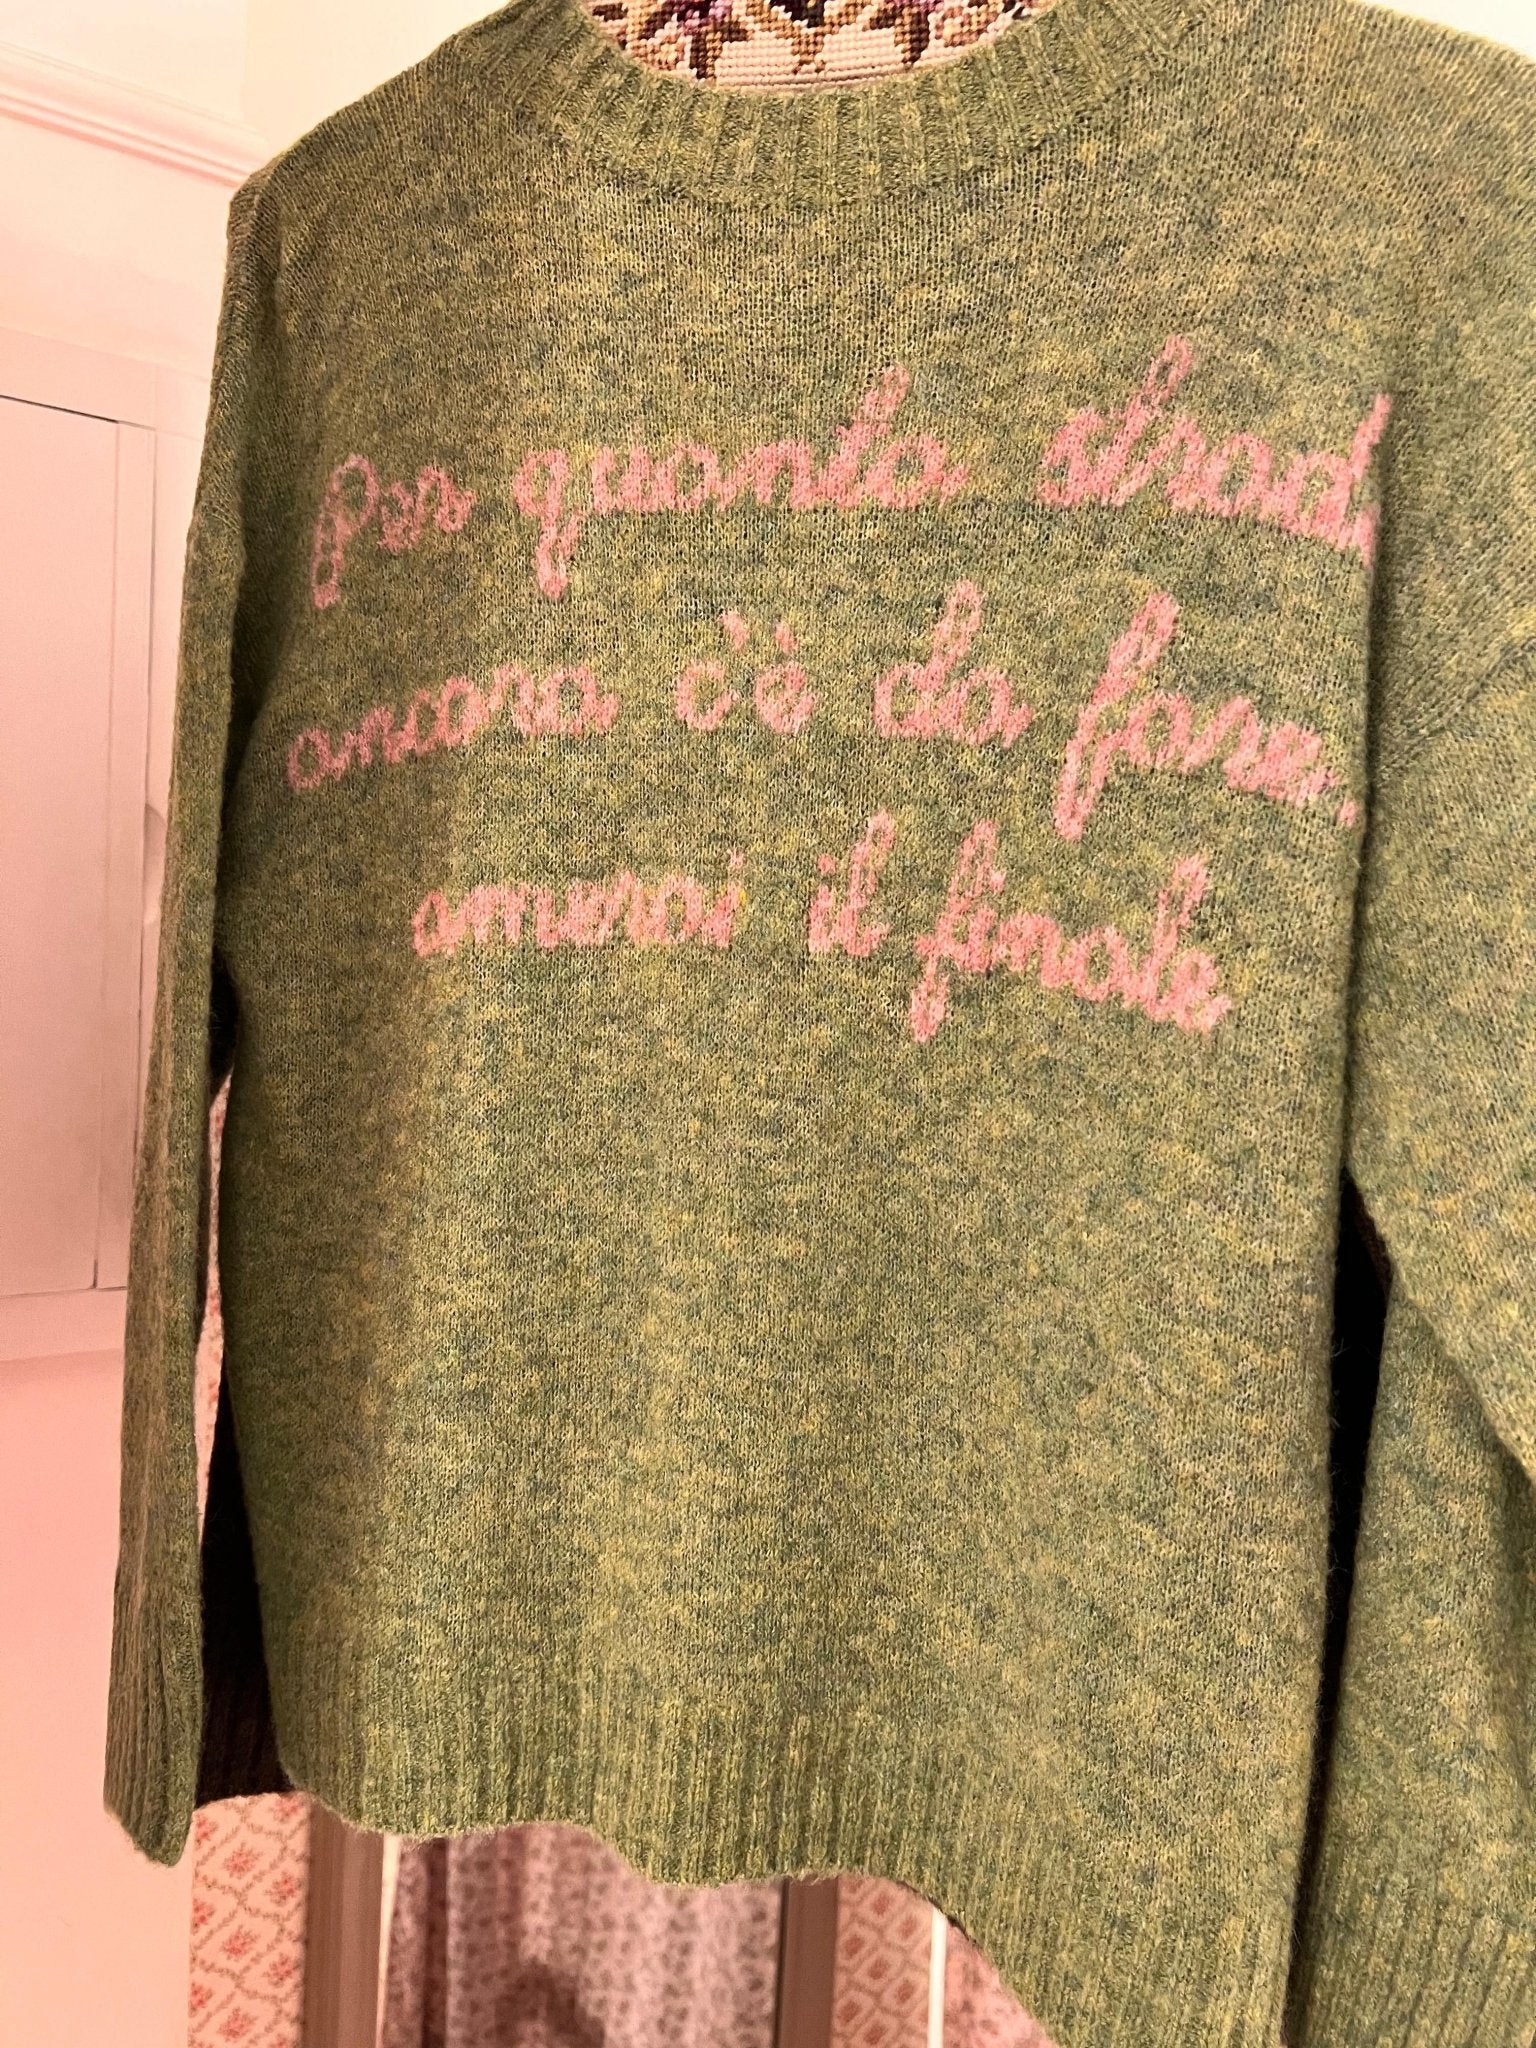 Per quanta strada
ancora c'è da fare,
amerai il finale